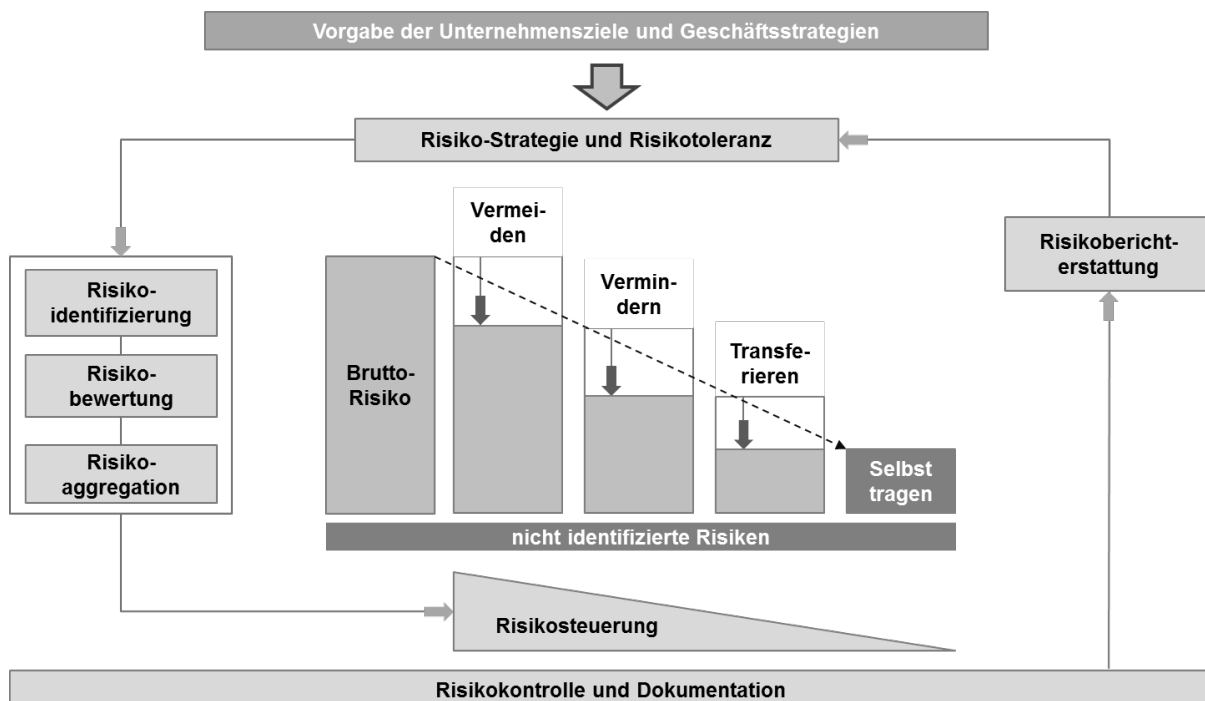 Vorgabe der Unternehmensziele und Geschäftsstrategien
Risiko-Strategie und Risikotoleranz
Vermei-
den
Risikobericht-
erstattung
Risiko-
identifizierung
Vermin-
dern
Transfe-
rieren
Brutto-
Risiko
Risiko-
bewertung
Risiko-
aggregation
Selbst
tragen
nicht identifizierte Risiken
Risikosteuerung
Risikokontrolle und Dokumentation